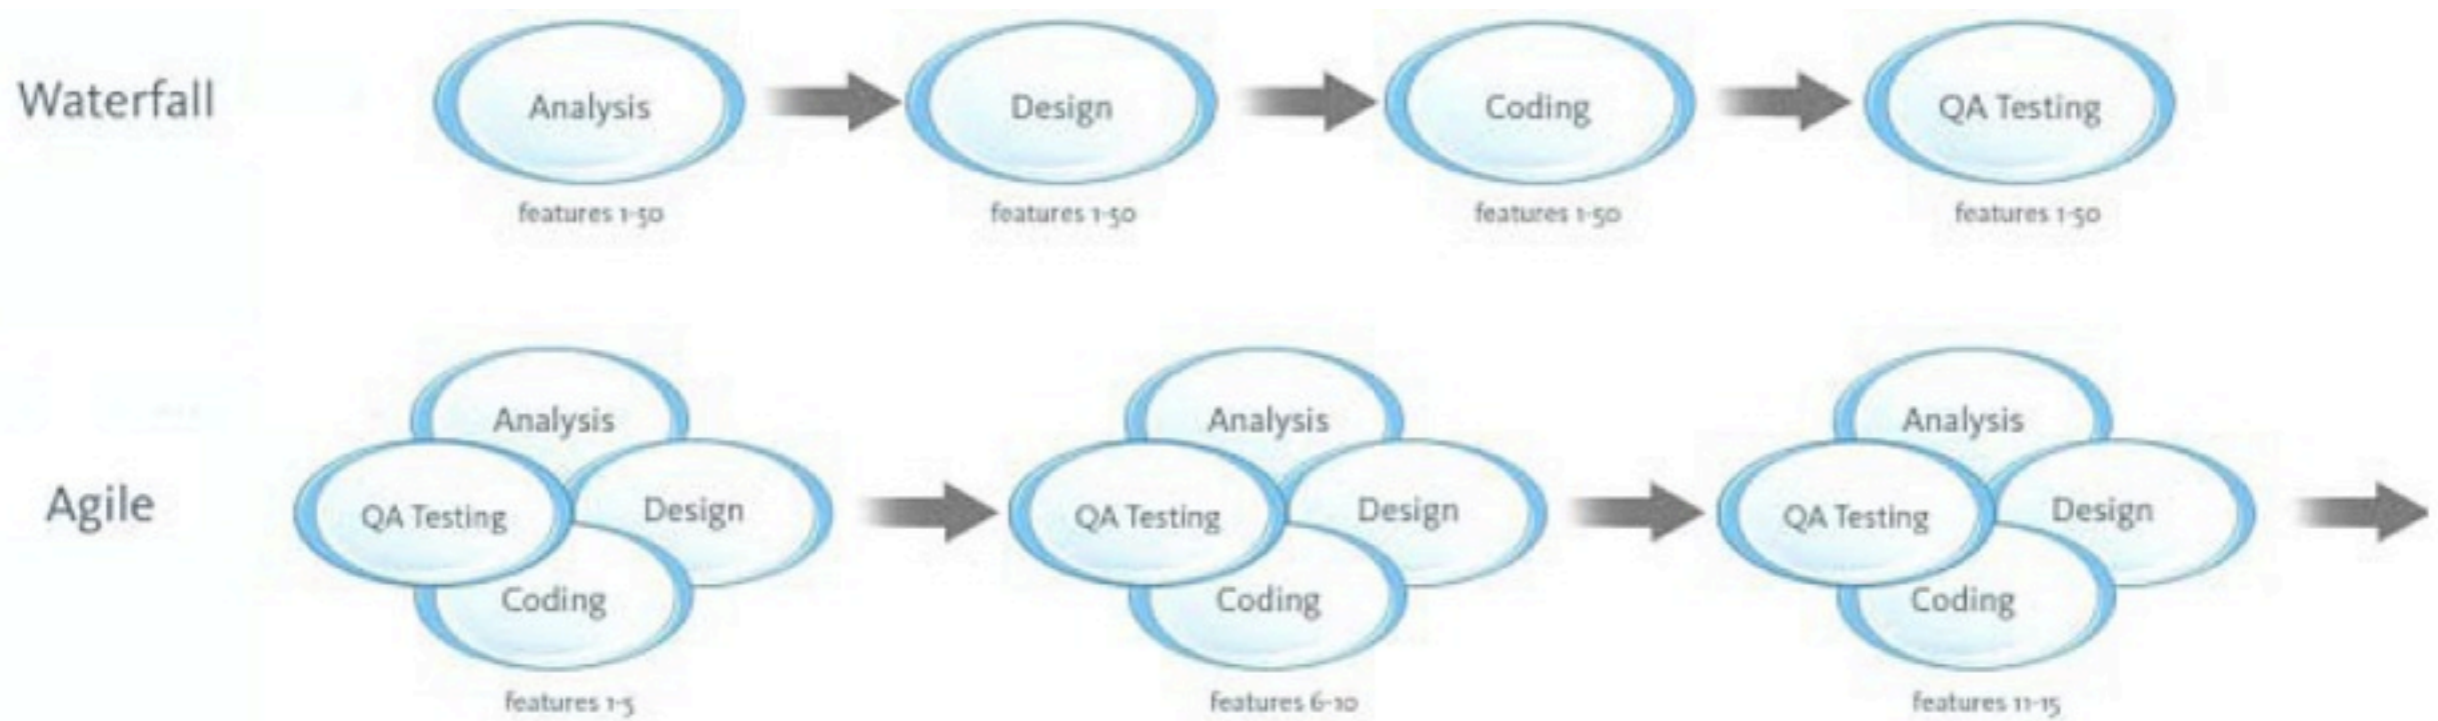 Waterfall
Analysis
Design
Coding
QA Testing
features 1-50
features 1-50
features 1-50
features 1-50
Agile
Analysis
QA Testing
Design
Coding
features 1-5
Analysis
QA Testing
Design
Coding
features 6-10
Analysis
QA Testing
Design
Coding
features 11-15